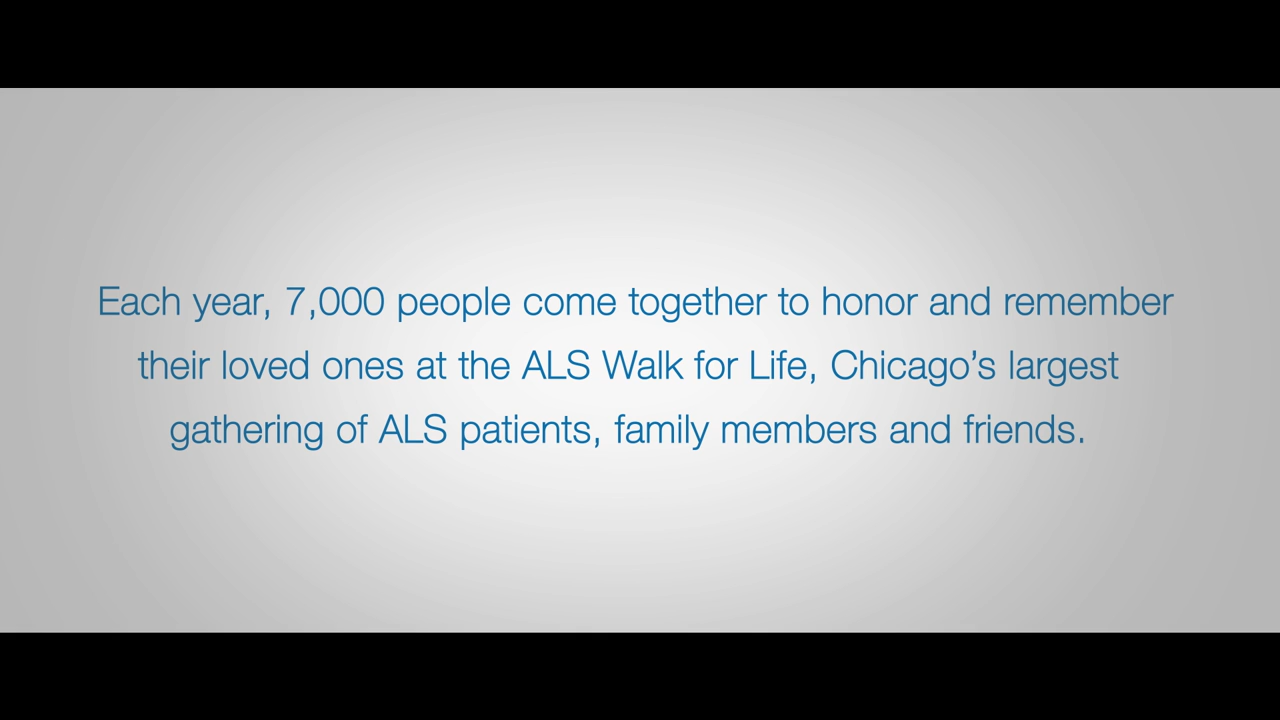 Each year, 7,000 people come together to honor and remember
their loved ones at the ALS Walk for Life, Chicago’s largest
gathering of ALS patients, family members and friends.